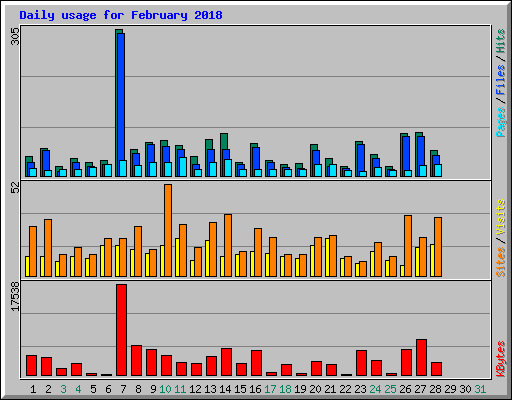 Daily usage for February 2018
305
Pages / Files / Hits
52
Sites / Visits
17538
KBytes
1 2 3 4 5 6 7 8 9 10 11 12 13 14 15 16 17 18 19 20 21 22 23 24 25 26 27 28 29 30 31